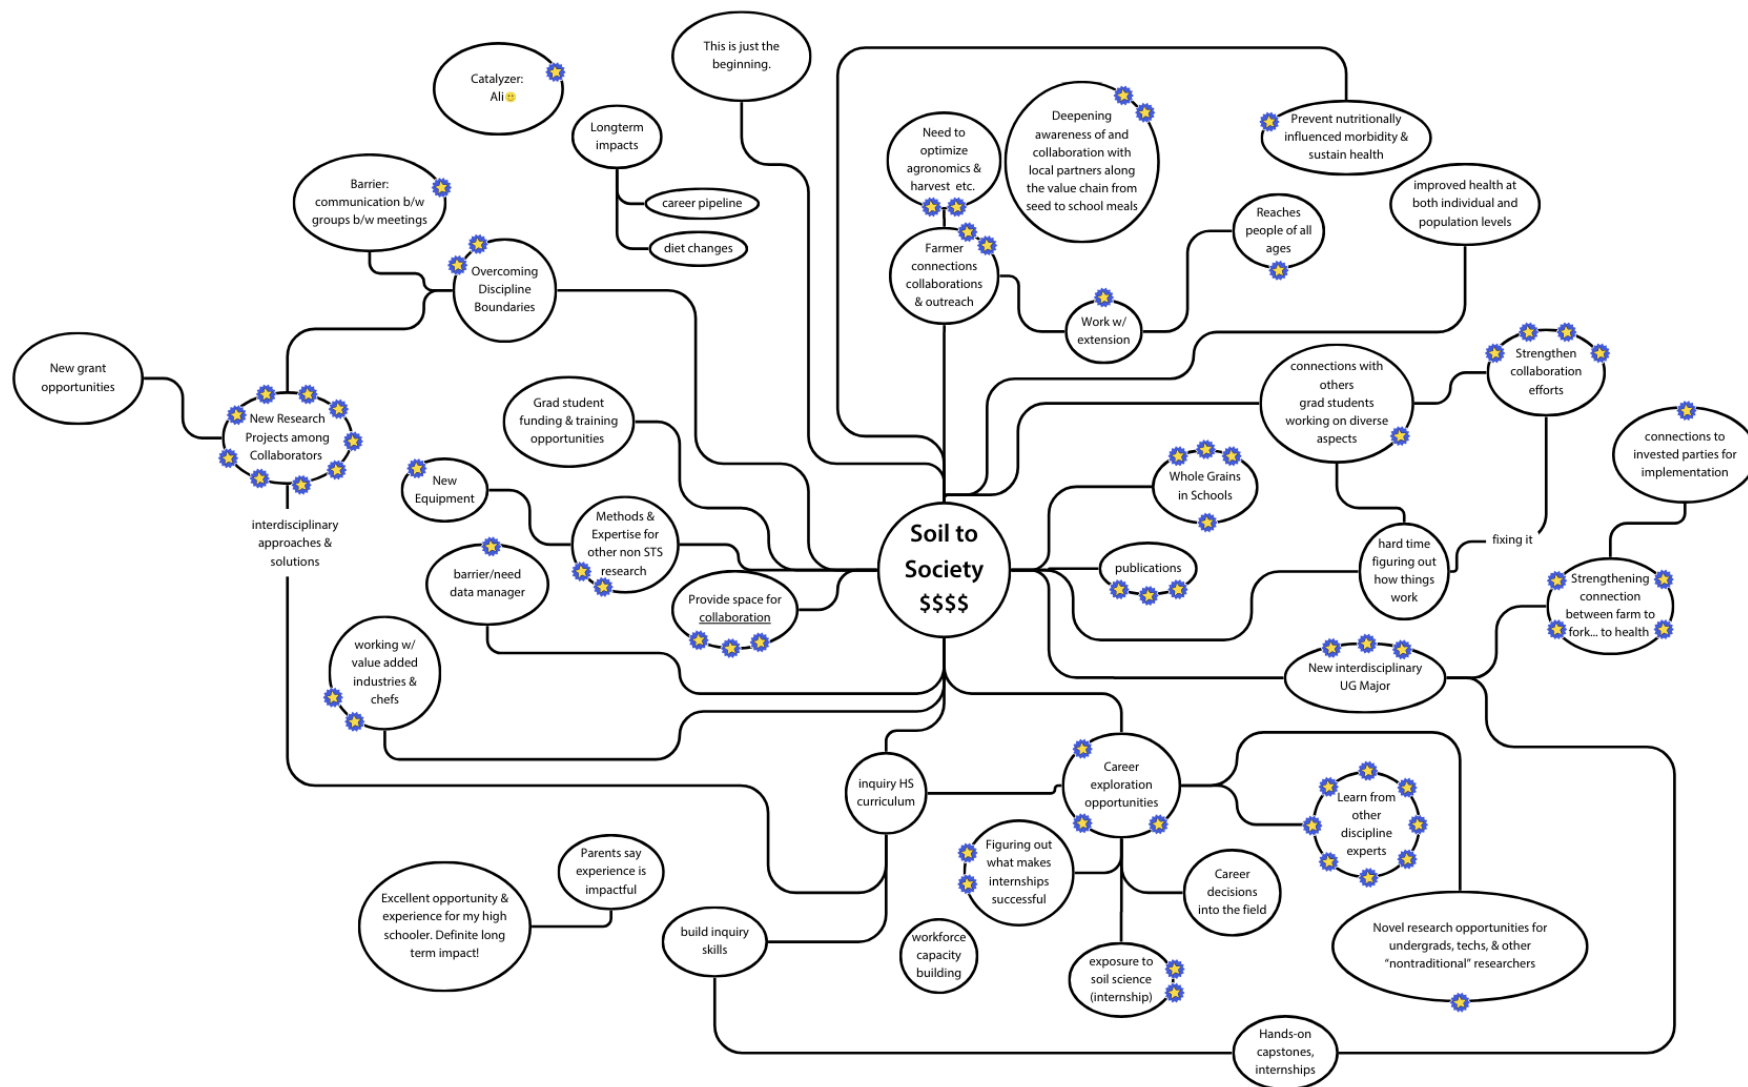 This is just the
beginning.
Catalyzer:
Ali
Longterm
impacts
career pipeline
diet changes
Barrier:
communication b/w
groups b/w meetings
Overcoming
Discipline
Boundaries
New grant
opportunities
New Research
Projects among
Collaborators
interdisciplinary
approaches &
solutions
Grad student
funding & training
opportunities
New
Equipment
Methods &
Expertise for
other non STS
research
barrier/need
data manager
Provide space for
collaboration
working w/
value added
industries &
chefs
Need to
optimize
agronomics &
harvest etc.
Deepening
awareness of and
collaboration with
local partners along
the value chain from
seed to school meals
Farmer
connections
collaborations
& outreach
Work w/
extension
Reaches
people of all
ages
Prevent nutritionally
influenced morbidity &
sustain health
improved health at
both individual and
population levels
connections with
others
grad students
working on diverse
aspects
Strengthen
collaboration
efforts
connections to
invested parties for
implementation
Whole Grains
in Schools
publications
hard time
figuring out
how things
work
fixing it
Strengthening
connection
between farm to
fork... to health
New interdisciplinary
UG Major
Soil to
Society
$$$$
inquiry HS
curriculum
Career
exploration
opportunities
Learn from
other
discipline
experts
Figuring out
what makes
internships
successful
Career
decisions
into the field
Parents say
experience is
impactful
Excellent opportunity &
experience for my high
schooler. Definite long
term impact!
build inquiry
skills
workforce
capacity
building
exposure to
soil science
(internship)
Novel research opportunities for
undergrads, techs, & other
“nontraditional” researchers
Hands-on
capstones,
internships